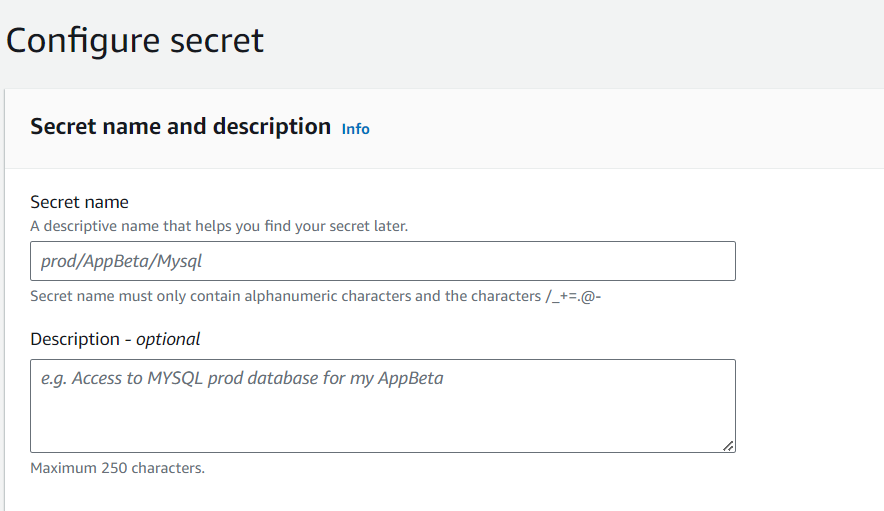 Configure secret
Secret name and description Info
Secret name
A descriptive name that helps you find your secret later.
prod/AppBeta/Mysql
Secret name must only contain alphanumeric characters and the characters /_+=.@-
Description - optional
e.g. Access to MYSQL prod database for my AppBeta
Maximum 250 characters.